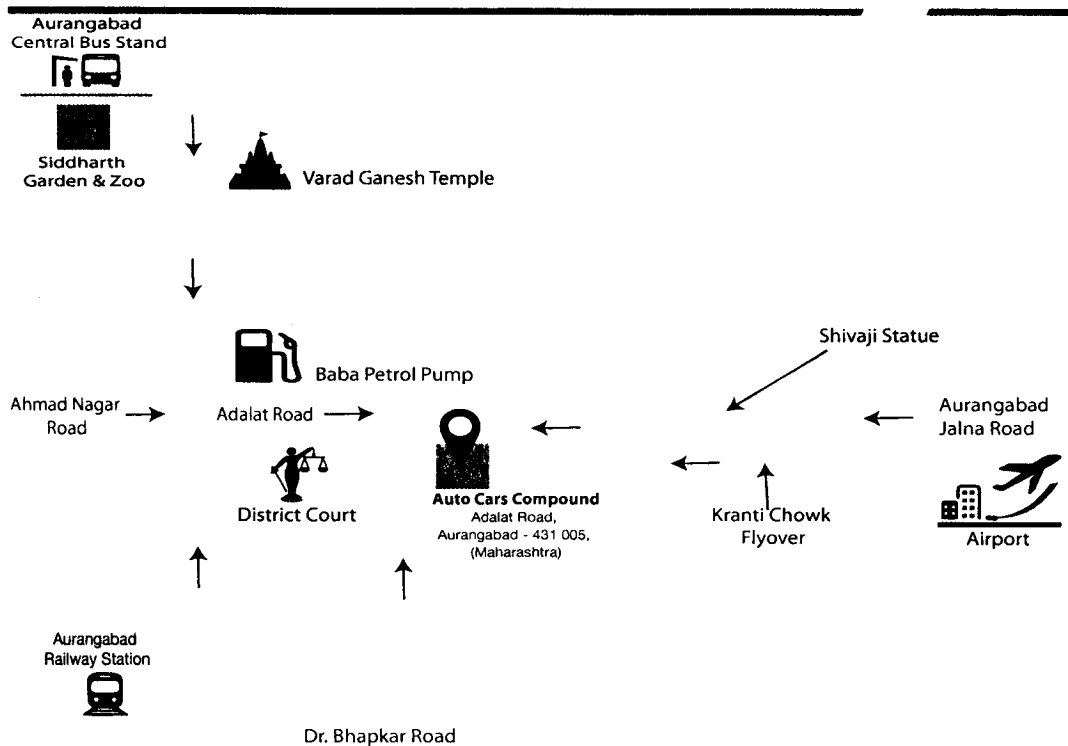 Aurangabad
Central Bus Stand
Siddharth
Garden & Zoo
Varad Ganesh Temple
Shivaji Statue
Baba Petrol Pump
Ahmad Nagar
Road
Adalat Road
Aurangabad
Jalna Road
District Court
Auto Cars Compound
Adalat Road,
Aurangabad - 431 005,
(Maharashtra)
Kranti Chowk
Flyover
Airport
Aurangabad
Railway Station
Dr. Bhapkar Road